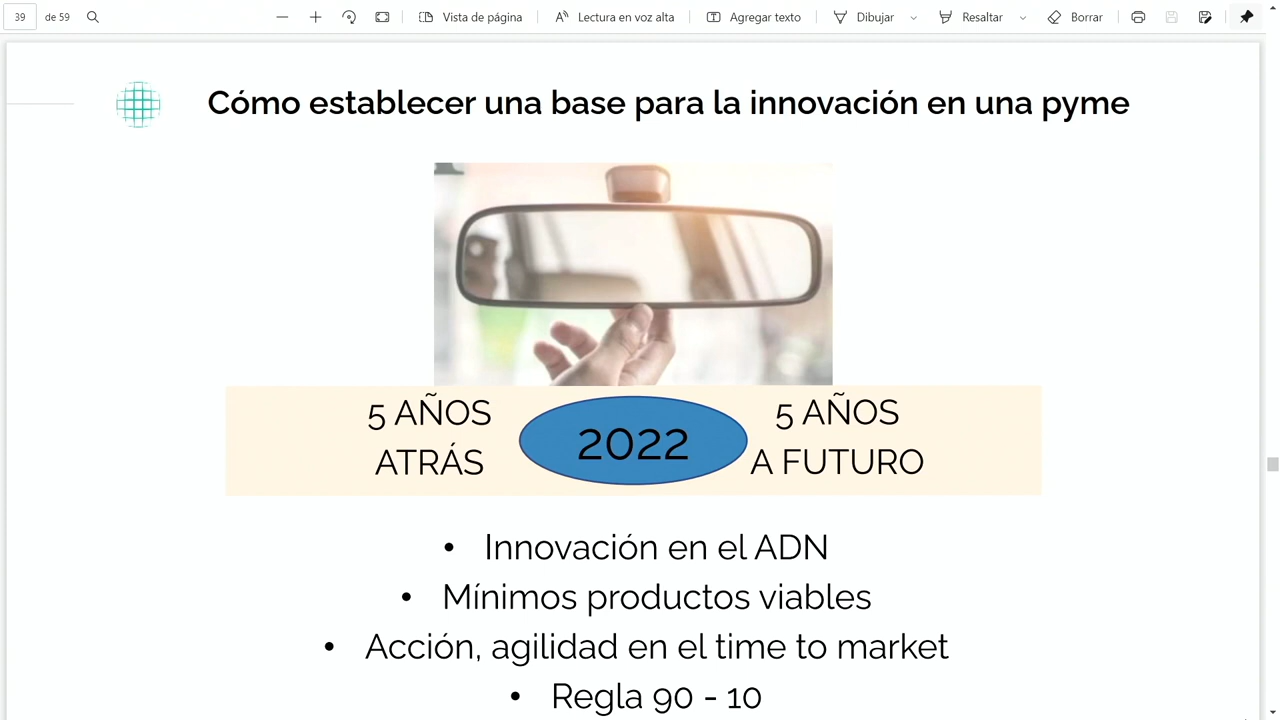 39 de 59 Vista de página Lectura en voz alta Agregar texto Dibujar Resaltar Borrar
Cómo establecer una base para la innovación en una pyme
5 AÑOS
ATRÁS
2022
5 AÑOS
A FUTURO
• Innovación en el ADN
• Mínimos productos viables
• Acción, agilidad en el time to market
• Regla 90 - 10